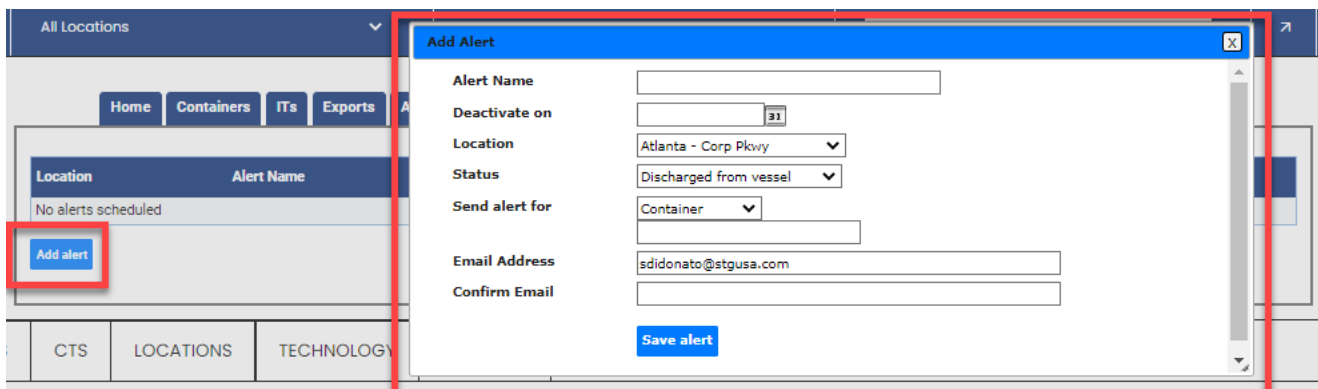 All Locations
Home Containers ITs Exports A
Location Alert Name
No alerts scheduled
Add alert
CTS LOCATIONS TECHNOLOGY
Add Alert X
Alert Name
Deactivate on 31
Location Atlanta - Corp Pkwy
Status Discharged from vessel
Send alert for Container
Email Address sdidonato@stgusa.com
Confirm Email
Save alert